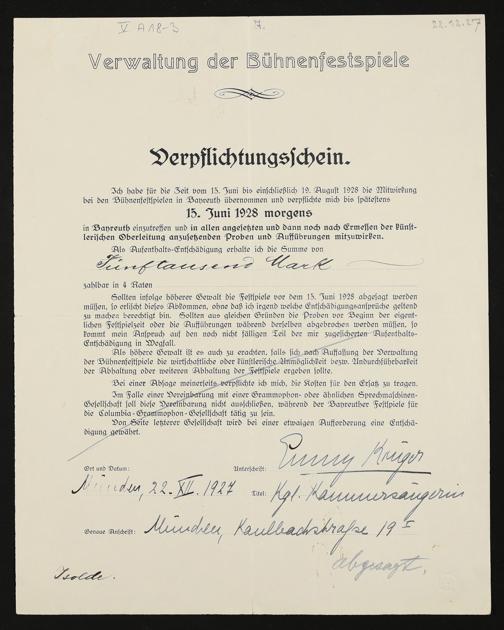 V A 18-3 7. 22.12.27
Verwaltung der Bühnenfestspiele
Verpflichtungsschein.
Ich habe für die Zeit vom 15. Juni bis einschließlich 19. August 1928 die Mitwirkung
bei den Bühnenfestspielen in Bayreuth übernommen und verpflichte mich bis spätestens
15. Juni 1928 morgens
in Bayreuth einzutreffen und in allen angesetzten und dann noch nach Ermessen der künst-
lerischen Oberleitung anzusetzenden Proben und Aufführungen mitzuwirken.
Als Aufenthalts-Entschädigung erhalte ich die Summe von
Fünftausend Mark
zahlbar in 4 Raten
Sollten infolge höherer Gewalt die Festspiele vor dem 15. Juni 1928 abgesagt werden
müssen, so erlischt dieses Abkommen, ohne daß ich irgend welche Entschädigungsansprüche geltend
zu machen berechtigt bin. Sollten aus gleichen Gründen die Proben vor Beginn der eigent-
lichen Festspielzeit oder die Aufführungen während derselben abgebrochen werden müssen, so
kommt mein Anspruch auf den noch nicht fälligen Teil der mir zugesicherten Aufenthalts-
Entschädigung in Wegfall.
Als höhere Gewalt ist es auch zu erachten, falls sich nach Auffassung der Verwaltung
der Bühnenfestspiele die wirtschaftliche oder künstlerische Unmöglichkeit bezw. Undurchführbarkeit
der Abhaltung oder weiteren Abhaltung der Festspiele ergeben sollte.
Bei einer Absage meinerseits verpflichte ich mich, die Kosten für den Ersatz zu tragen.
Im Falle einer Vereinbarung mit einer Grammophon- oder ähnlichen Sprechmaschinen-
Gesellschaft soll diese Vereinbarung nicht ausschließen, während der Bayreuther Festspiele für
die Columbia-Grammophon-Gesellschaft tätig zu sein.
Von Seite letzterer Gesellschaft wird bei einer etwaigen Aufforderung eine Entschä-
digung gewährt.
Ort und Datum: Unterschrift: Emmy Krüger
München, 22. XII. 1927 Titel: Kgl. Kammersängerin
Genaue Anschrift: München, Kaulbachstraße 19 I
abgesagt.
Isolde.